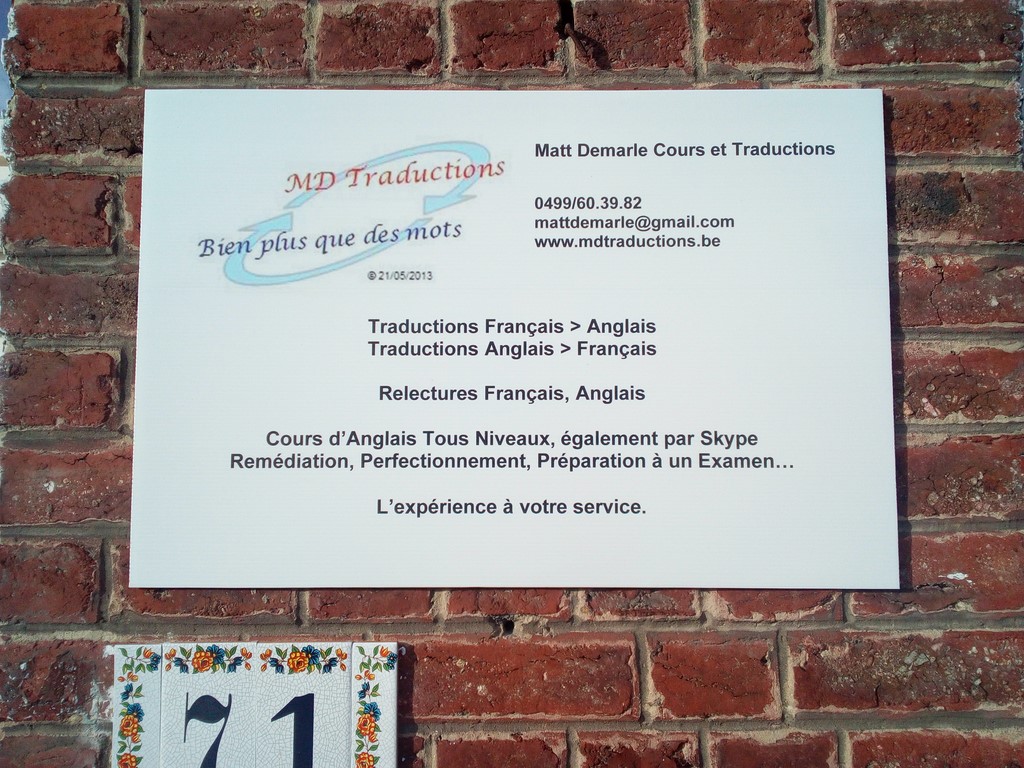 MD Traductions
Bien plus que des mots
© 21/05/2013
Matt Demarle Cours et Traductions
0499/60.39.82
mattdemarle@gmail.com
www.mdtraductions.be
Traductions Français > Anglais
Traductions Anglais > Français
Relectures Français, Anglais
Cours d’Anglais Tous Niveaux, également par Skype
Remédiation, Perfectionnement, Préparation à un Examen…
L’expérience à votre service.
71